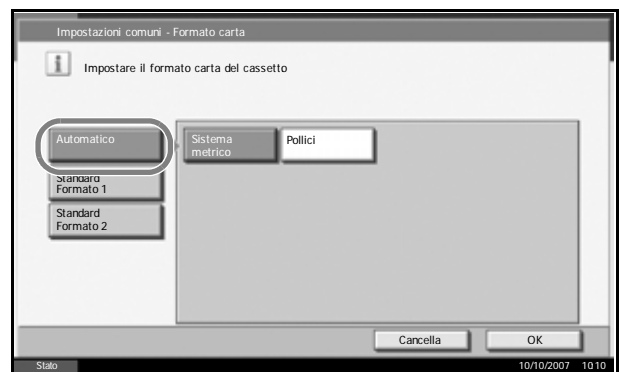 Impostazioni comuni - Formato carta
Impostare il formato carta del cassetto
Automatico
Sistema
metrico
Pollici
Standard
Formato 1
Standard
Formato 2
Cancella
OK
Stato
10/10/2007 10:10